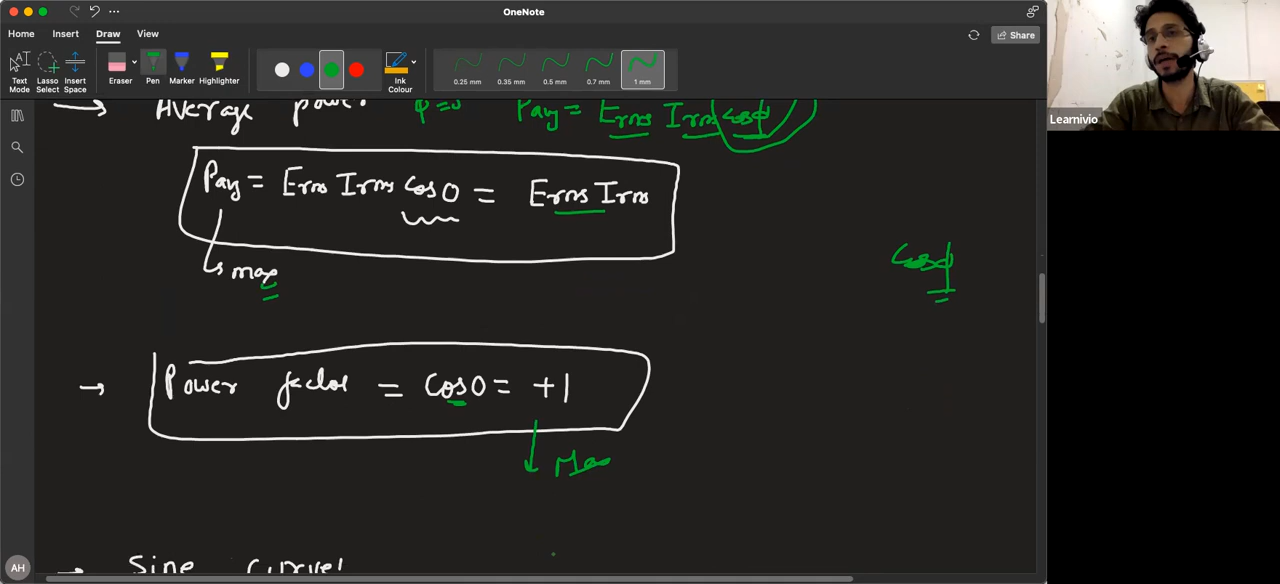 OneNote
Home Insert Draw View
Share
Text Mode
Lasso Select
Insert Space
Eraser
Pen
Marker
Highlighter
Ink Colour
0.25 mm
0.35 mm
0.5 mm
0.7 mm
1 mm
Learnivio
→ Average power φ=0 Pav = Erms Irms cosφ
Pav = Erms Irms cos 0 = Erms Irms
↳ max
cosφ
→ Power factor = cos 0 = +1
↓ Max
→ Sine curve
AH